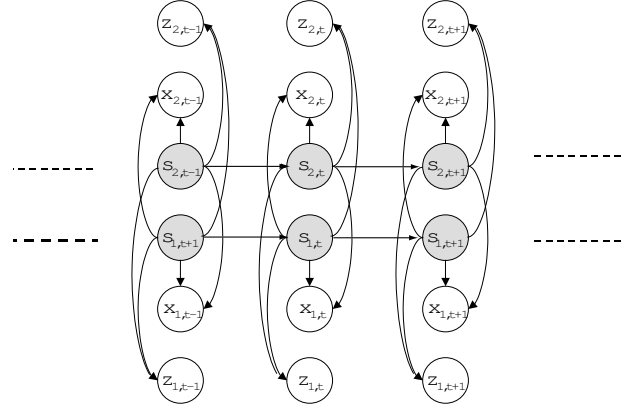 z2,t-1 z2,t z2,t+1
x2,t-1 x2,t x2,t+1
S2,t-1 S2,t S2,t+1
S1,t+1 S1,t S1,t+1
x1,t-1 x1,t x1,t+1
z1,t-1 z1,t z1,t+1